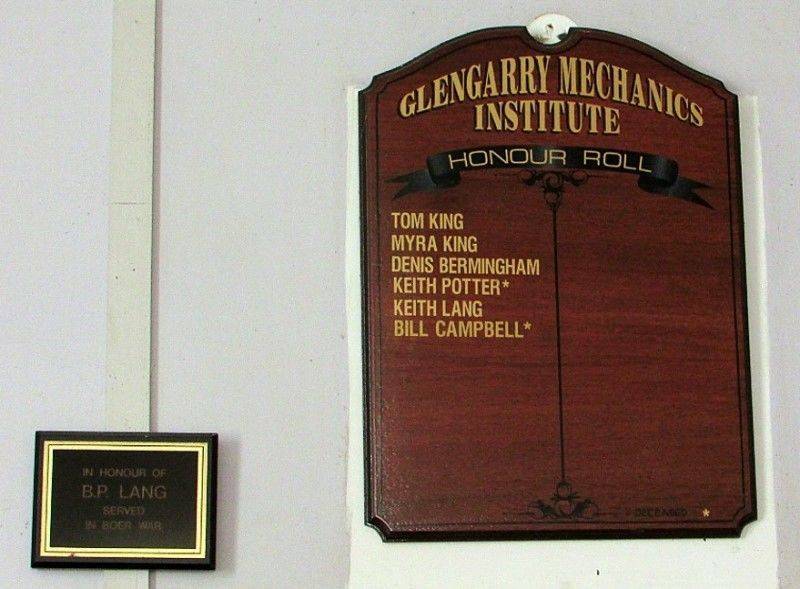 GLENGARRY MECHANICS
INSTITUTE
HONOUR ROLL
TOM KING
MYRA KING
DENIS BERMINGHAM
KEITH POTTER*
KEITH LANG
BILL CAMPBELL*
DECEASED *
IN HONOUR OF
B.P. LANG
SERVED
IN BOER WAR